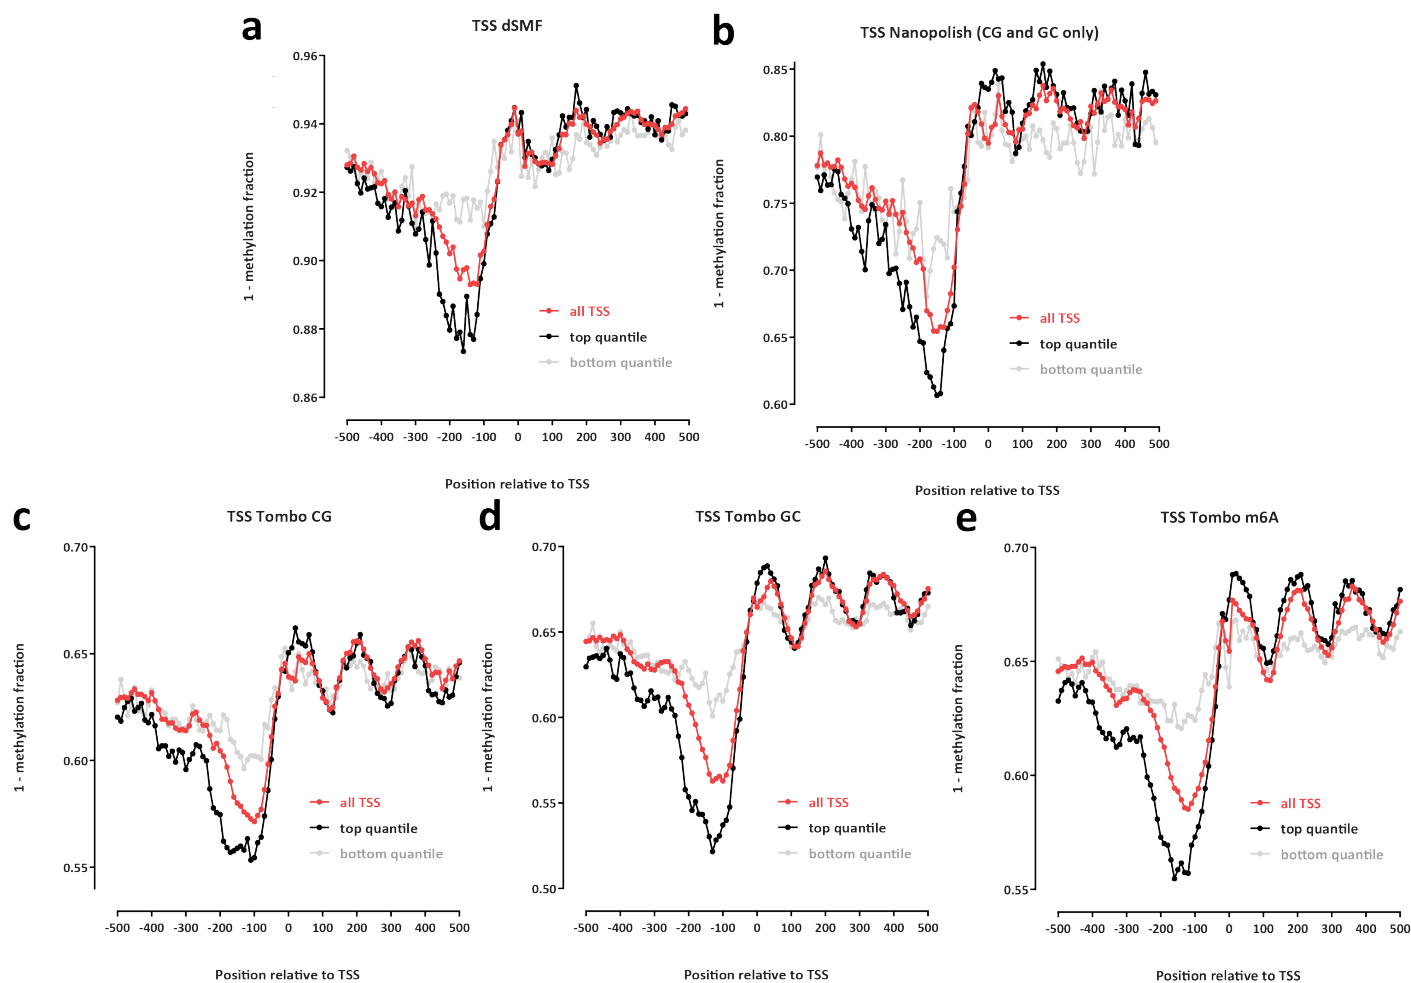 a
TSS dSMF
0.96
0.94
0.92
0.90
0.88
0.86
1 - methylation fraction
all TSS
top quantile
bottom quantile
-500 -400 -300 -200 -100 0 100 200 300 400 500
Position relative to TSS
b
TSS Nanopolish (CG and GC only)
0.85
0.80
0.75
0.70
0.65
0.60
1 - methylation fraction
all TSS
top quantile
bottom quantile
-500 -400 -300 -200 -100 0 100 200 300 400 500
Position relative to TSS
c
TSS Tombo CG
0.70
0.65
0.60
0.55
1 - methylation fraction
all TSS
top quantile
bottom quantile
-500 -400 -300 -200 -100 0 100 200 300 400 500
Position relative to TSS
d
TSS Tombo GC
0.70
0.65
0.60
0.55
0.50
1 - methylation fraction
all TSS
top quantile
bottom quantile
-500 -400 -300 -200 -100 0 100 200 300 400 500
Position relative to TSS
e
TSS Tombo m6A
0.70
0.65
0.60
0.55
1 - methylation fraction
all TSS
top quantile
bottom quantile
-500 -400 -300 -200 -100 0 100 200 300 400 500
Position relative to TSS